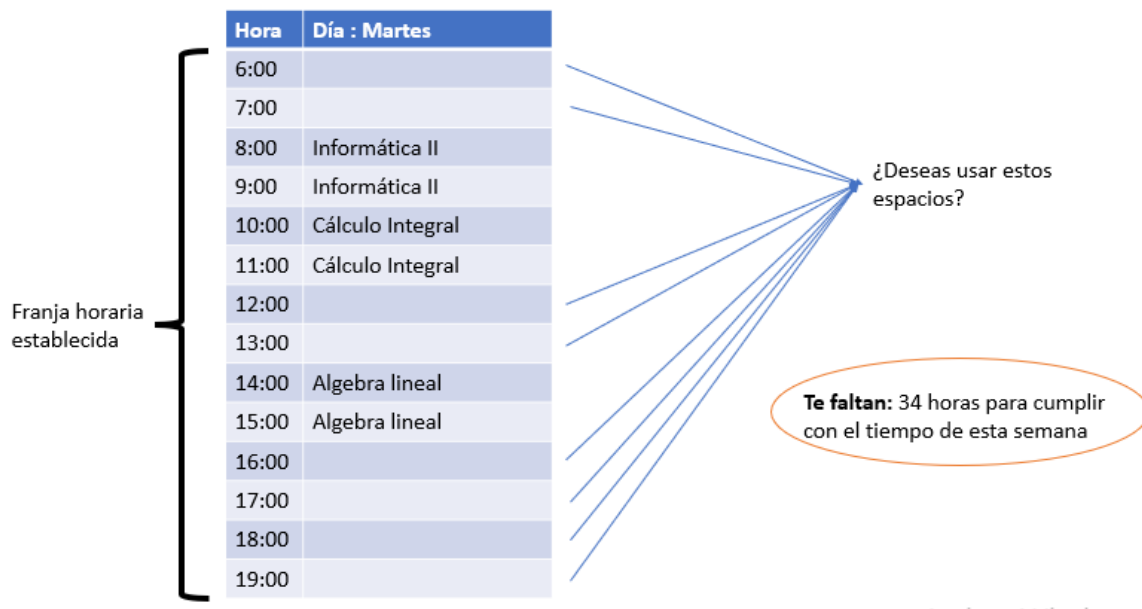 Hora Día : Martes
6:00
7:00
8:00 Informática II
9:00 Informática II
10:00 Cálculo Integral
11:00 Cálculo Integral
12:00
13:00
14:00 Algebra lineal
15:00 Algebra lineal
16:00
17:00
18:00
19:00
Franja horaria
establecida
¿Deseas usar estos
espacios?
Te faltan: 34 horas para cumplir
con el tiempo de esta semana